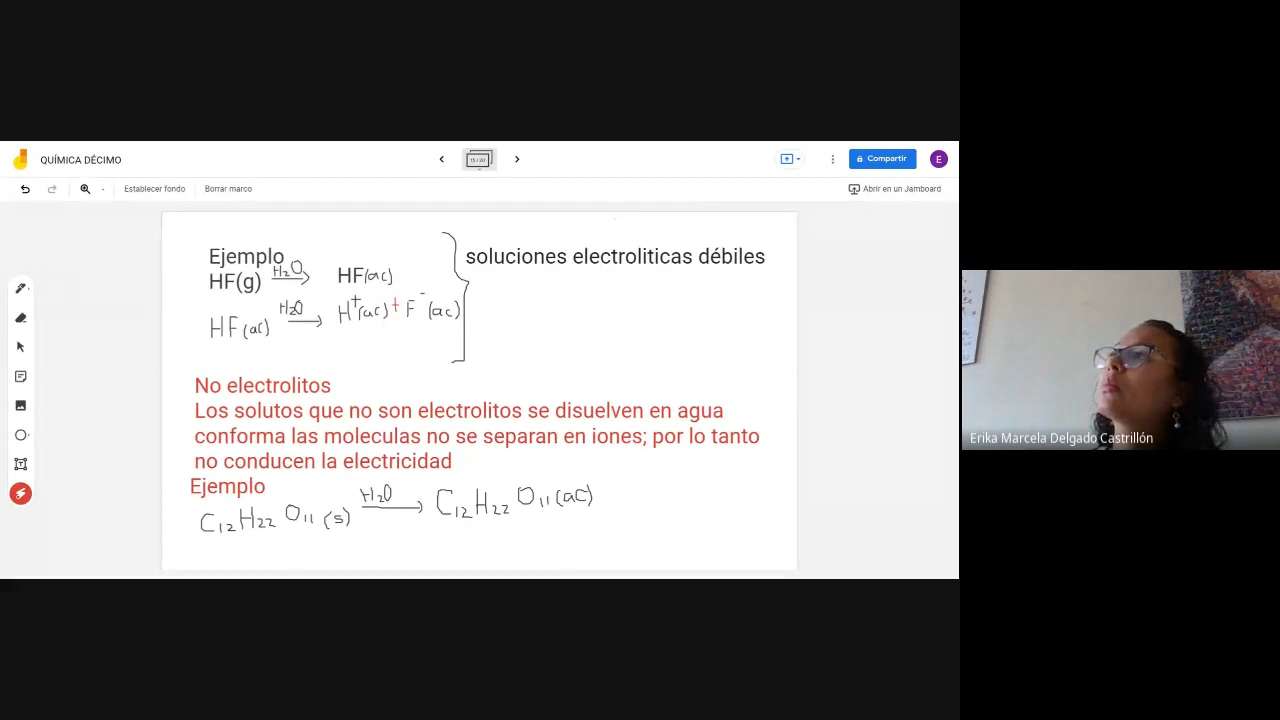 QUÍMICA DÉCIMO
15 / 20
Compartir
E
Establecer fondo
Borrar marco
Abrir en un Jamboard
Ejemplo
soluciones electroliticas débiles
HF(g) H₂O → HF(ac)
HF(ac) H₂O → H⁺(ac) + F⁻(ac)
No electrolitos
Los solutos que no son electrolitos se disuelven en agua
conforma las moleculas no se separan en iones; por lo tanto
no conducen la electricidad
Ejemplo
C₁₂H₂₂O₁₁(s) H₂O → C₁₂H₂₂O₁₁(ac)
Erika Marcela Delgado Castrillón